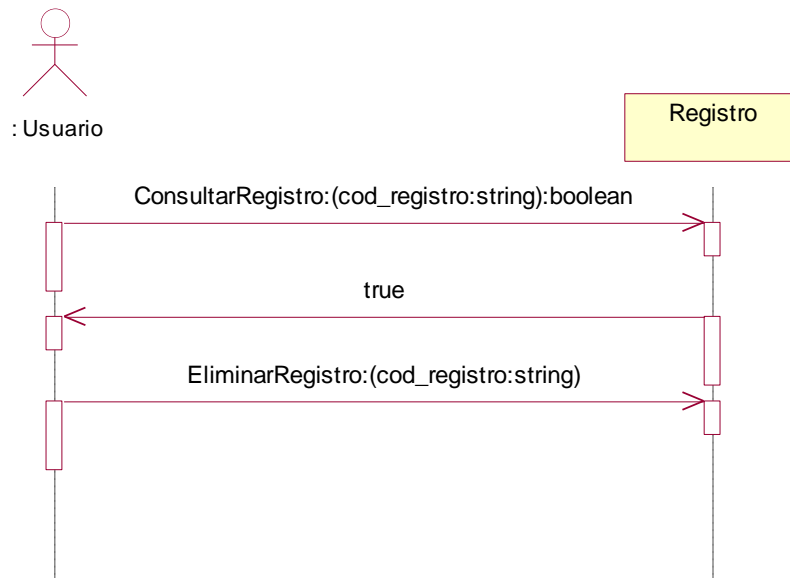 : Usuario
Registro
ConsultarRegistro:(cod_registro:string):boolean
true
EliminarRegistro:(cod_registro:string)